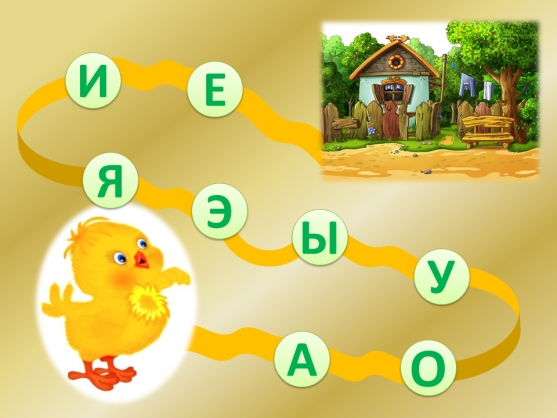 И Е
Я Э Ы У
А О